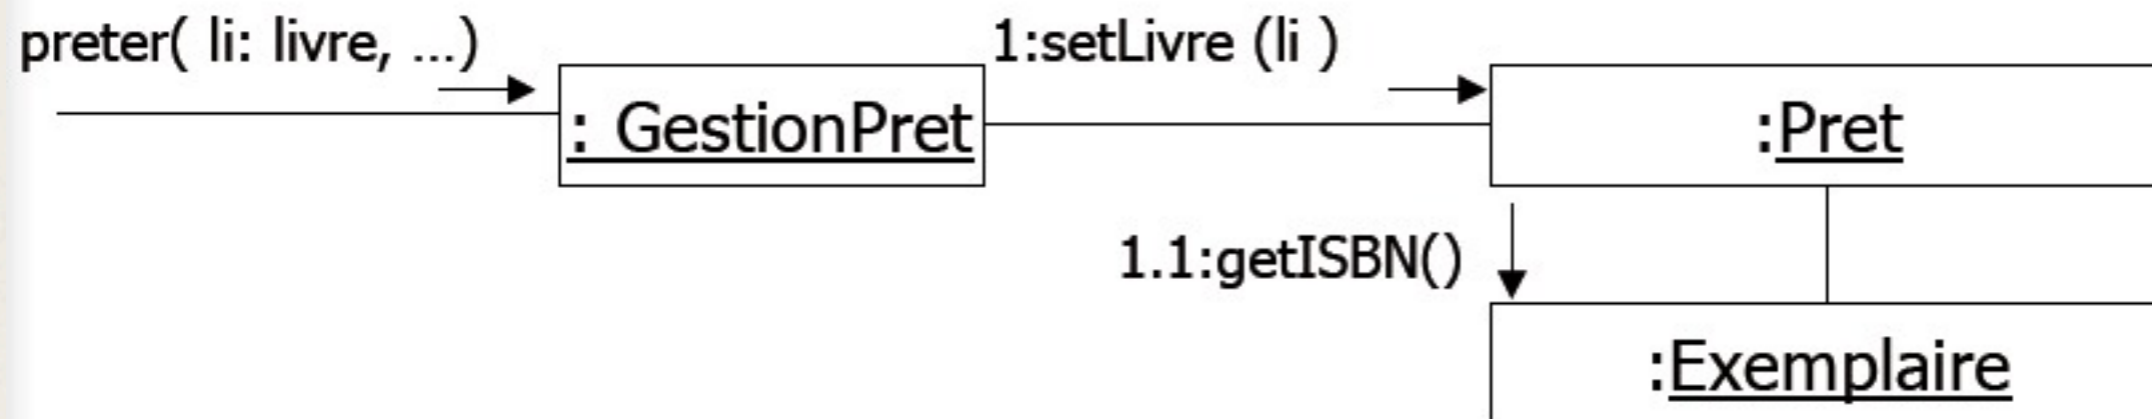 preter( li: livre, ...)
1:setLivre (li )
: GestionPret
:Pret
1.1:getISBN()
:Exemplaire